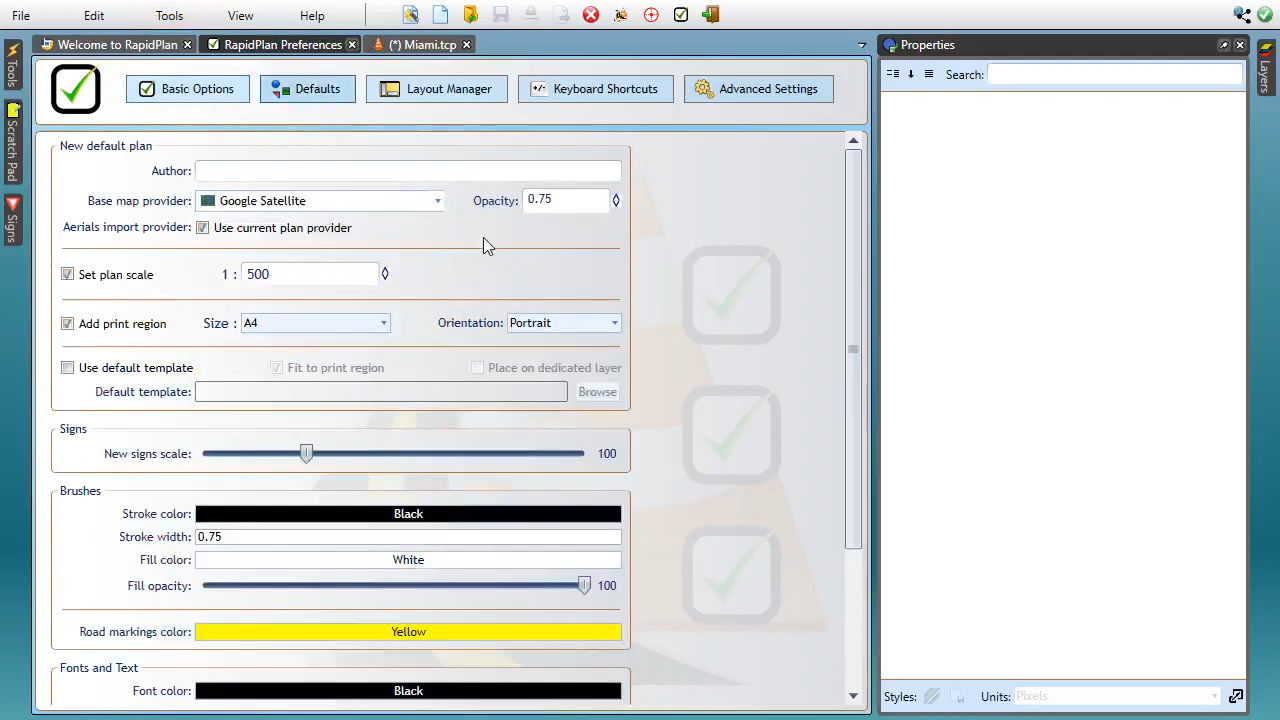 File Edit Tools View Help
Welcome to RapidPlan RapidPlan Preferences (*) Miami.tcp Properties
Tools
Scratch Pad
Signs
Layers
Basic Options Defaults Layout Manager Keyboard Shortcuts Advanced Settings
Search:
New default plan
Author:
Base map provider: Google Satellite Opacity: 0.75
Aerials import provider: Use current plan provider
Set plan scale 1 : 500
Add print region Size : A4 Orientation: Portrait
Use default template Fit to print region Place on dedicated layer
Default template: Browse
Signs
New signs scale: 100
Brushes
Stroke color: Black
Stroke width: 0.75
Fill color: White
Fill opacity: 100
Road markings color: Yellow
Fonts and Text
Font color: Black
Styles: Units: Pixels